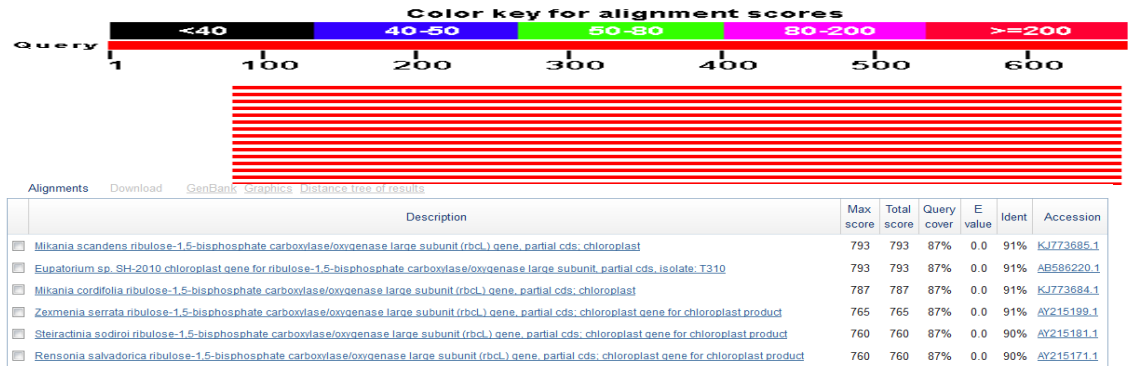 Color key for alignment scores
<40 40-50 50-80 80-200 >=200
Query
1 100 200 300 400 500 600
Alignments Download GenBank Graphics Distance tree of results
Description Max score Total score Query cover E value Ident Accession
Mikania scandens ribulose-1,5-bisphosphate carboxylase/oxygenase large subunit (rbcL) gene, partial cds; chloroplast 793 793 87% 0.0 91% KJ773685.1
Eupatorium sp. SH-2010 chloroplast gene for ribulose-1,5-bisphosphate carboxylase/oxygenase large subunit, partial cds, isolate: T310 793 793 87% 0.0 91% AB586220.1
Mikania cordifolia ribulose-1,5-bisphosphate carboxylase/oxygenase large subunit (rbcL) gene, partial cds; chloroplast 787 787 87% 0.0 91% KJ773684.1
Zexmenia serrata ribulose-1,5-bisphosphate carboxylase/oxygenase large subunit (rbcL) gene, partial cds; chloroplast gene for chloroplast product 765 765 87% 0.0 91% AY215199.1
Steiractinia sodiroi ribulose-1,5-bisphosphate carboxylase/oxygenase large subunit (rbcL) gene, partial cds; chloroplast gene for chloroplast product 760 760 87% 0.0 90% AY215181.1
Rensonia salvadorica ribulose-1,5-bisphosphate carboxylase/oxygenase large subunit (rbcL) gene, partial cds; chloroplast gene for chloroplast product 760 760 87% 0.0 90% AY215171.1